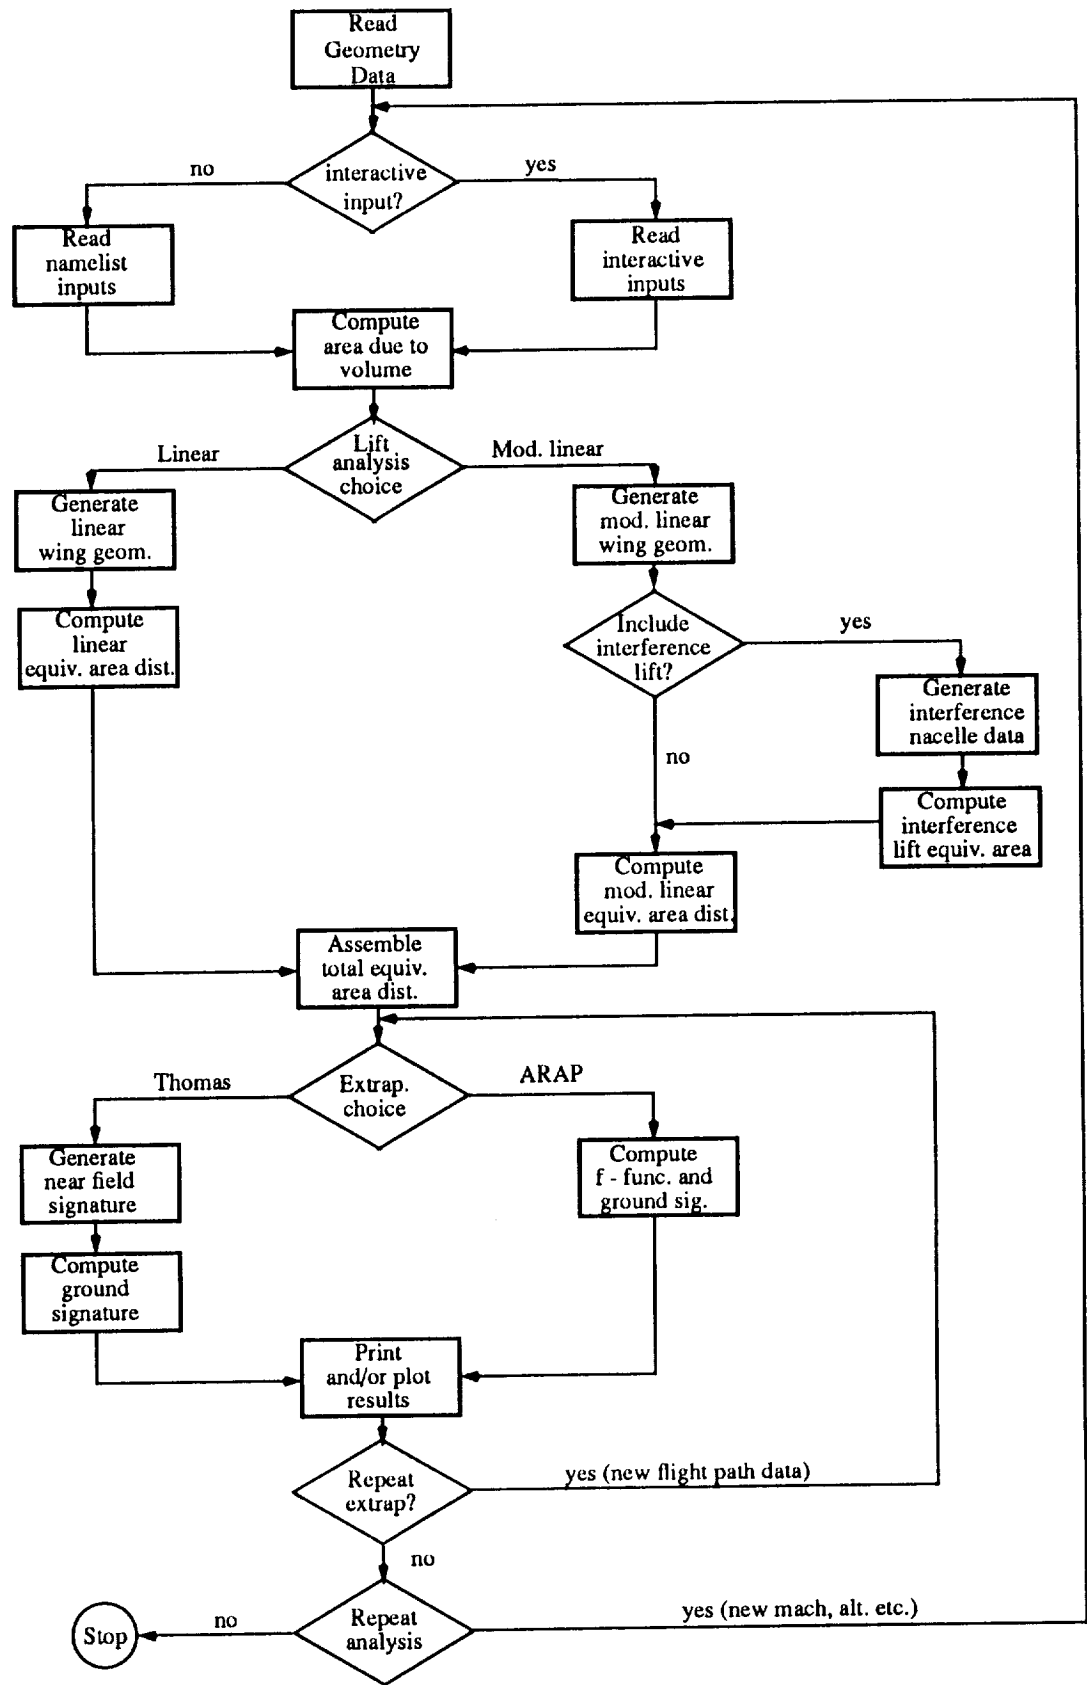 Read
Geometry
Data
interactive
input?
no
yes
Read
namelist
inputs
Read
interactive
inputs
Compute
area due to
volume
Lift
analysis
choice
Linear
Mod. linear
Generate
linear
wing geom.
Generate
mod. linear
wing geom.
Compute
linear
equiv. area dist.
Include
interference
lift?
yes
no
Generate
interference
nacelle data
Compute
interference
lift equiv. area
Compute
mod. linear
equiv. area dist.
Assemble
total equiv.
area dist.
Extrap.
choice
Thomas
ARAP
Generate
near field
signature
Compute
f - func. and
ground sig.
Compute
ground
signature
Print
and/or plot
results
Repeat
extrap?
yes (new flight path data)
no
Repeat
analysis
yes (new mach, alt. etc.)
no
Stop